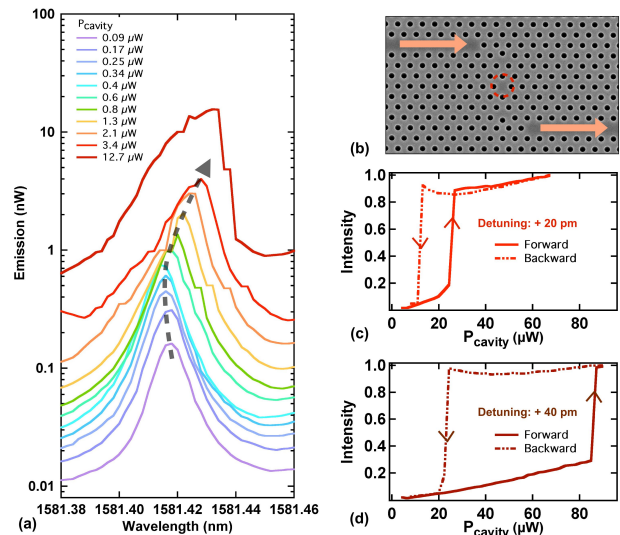 (a)
Emission (nW)
100
10
1
0.1
0.01
Pcavity
0.09 µW
0.17 µW
0.25 µW
0.34 µW
0.4 µW
0.6 µW
0.8 µW
1.3 µW
2.1 µW
3.4 µW
12.7 µW
1581.38 1581.40 1581.42 1581.44 1581.46
Wavelength (nm)
(b)
(c)
Intensity
1.0
0.8
0.6
0.4
0.2
Detuning: + 20 pm
Forward
Backward
0 20 40 60 80
Pcavity (µW)
(d)
Intensity
1.0
0.8
0.6
0.4
0.2
Detuning: + 40 pm
Forward
Backward
0 20 40 60 80
Pcavity (µW)